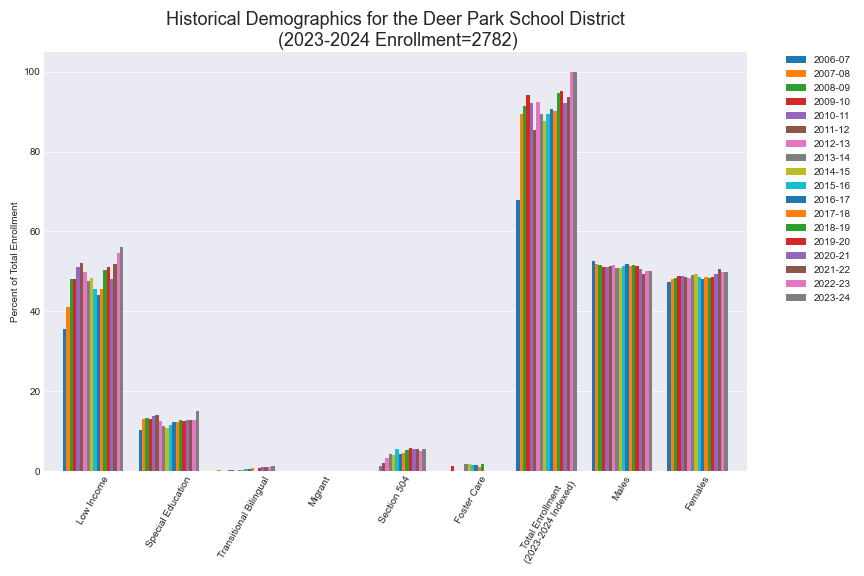 Historical Demographics for the Deer Park School District
(2023-2024 Enrollment=2782)
Percent of Total Enrollment
100
80
60
40
20
0
Low Income
Special Education
Transitional Bilingual
Migrant
Section 504
Foster Care
Total Enrollment
(2023-2024 Indexed)
Males
Females
2006-07
2007-08
2008-09
2009-10
2010-11
2011-12
2012-13
2013-14
2014-15
2015-16
2016-17
2017-18
2018-19
2019-20
2020-21
2021-22
2022-23
2023-24